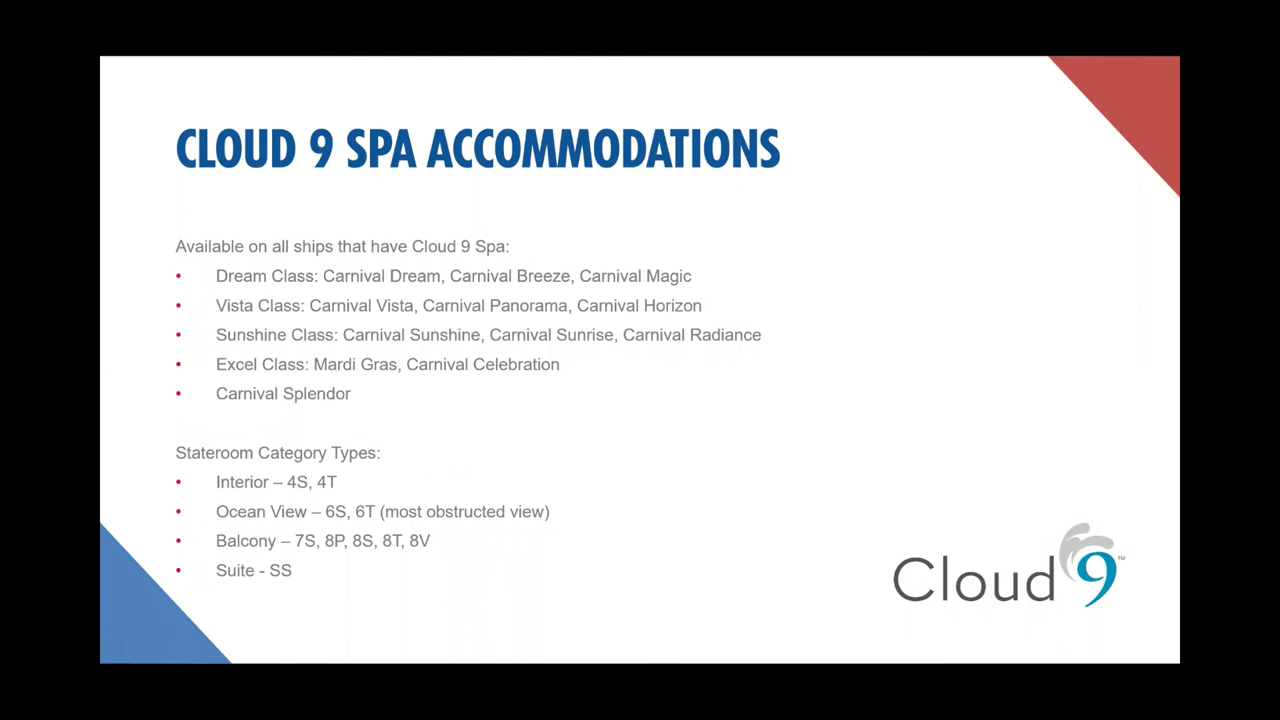 CLOUD 9 SPA ACCOMMODATIONS
Available on all ships that have Cloud 9 Spa:
• Dream Class: Carnival Dream, Carnival Breeze, Carnival Magic
• Vista Class: Carnival Vista, Carnival Panorama, Carnival Horizon
• Sunshine Class: Carnival Sunshine, Carnival Sunrise, Carnival Radiance
• Excel Class: Mardi Gras, Carnival Celebration
• Carnival Splendor
Stateroom Category Types:
• Interior – 4S, 4T
• Ocean View – 6S, 6T (most obstructed view)
• Balcony – 7S, 8P, 8S, 8T, 8V
• Suite - SS
Cloud 9™